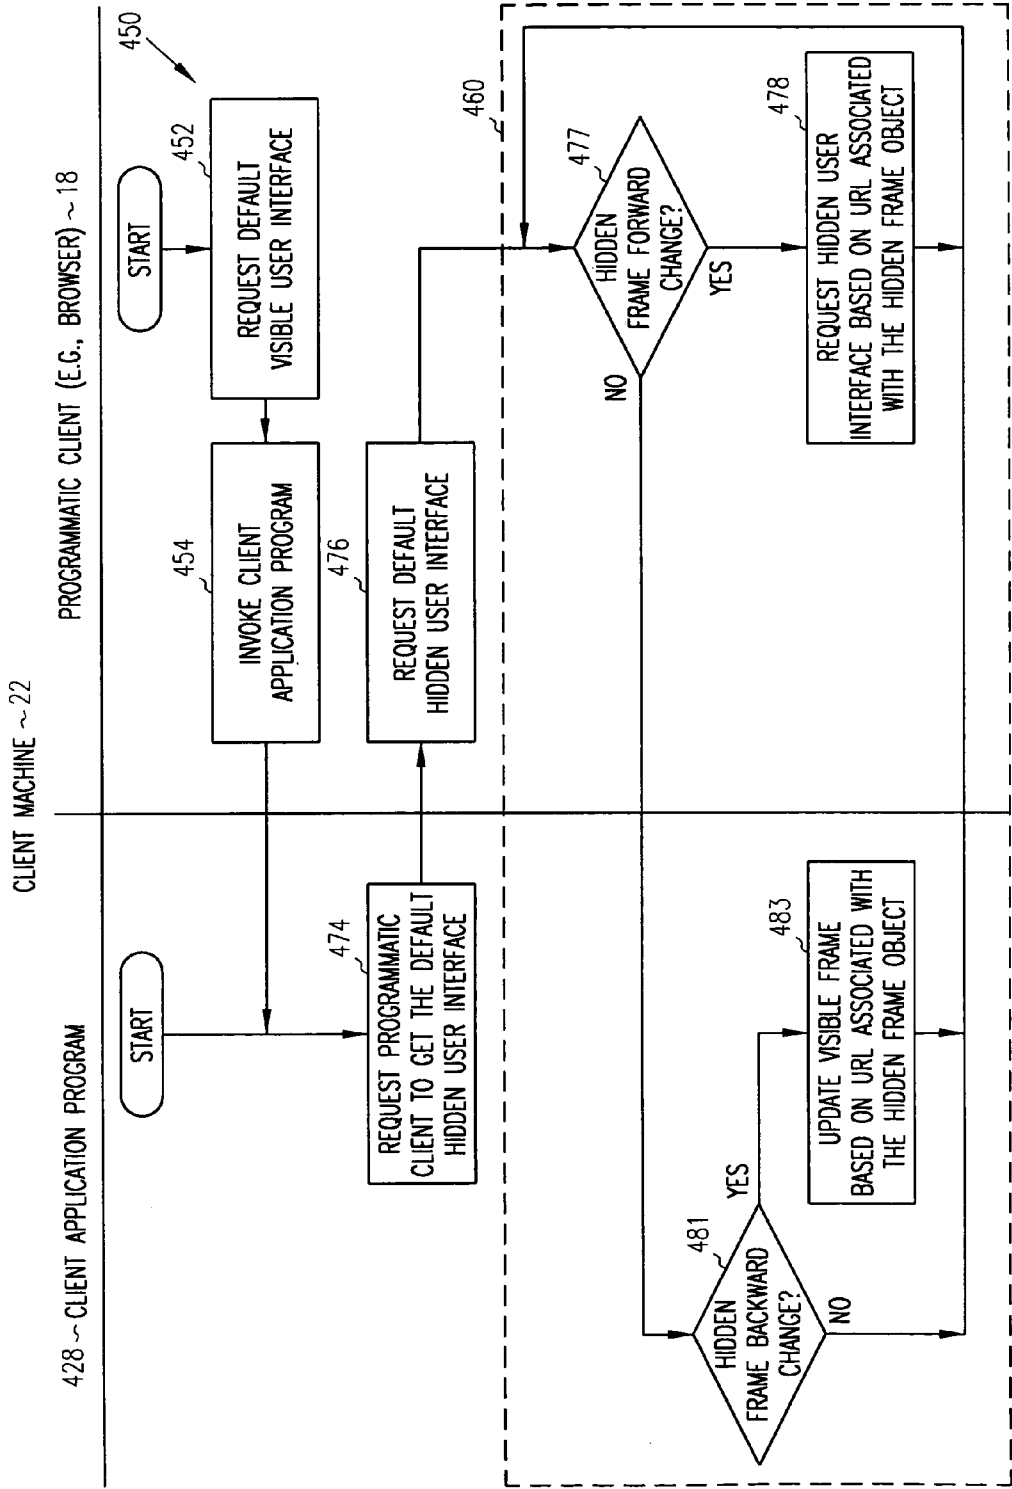 CLIENT MACHINE ~22
428 ~ CLIENT APPLICATION PROGRAM
PROGRAMMATIC CLIENT (E.G., BROWSER) ~ 18
450
START
START
452
REQUEST DEFAULT
VISIBLE USER INTERFACE
454
INVOKE CLIENT
APPLICATION PROGRAM
474
REQUEST PROGRAMMATIC
CLIENT TO GET THE DEFAULT
HIDDEN USER INTERFACE
476
REQUEST DEFAULT
HIDDEN USER INTERFACE
460
477
HIDDEN
FRAME FORWARD
CHANGE?
NO
YES
478
REQUEST HIDDEN USER
INTERFACE BASED ON URL ASSOCIATED
WITH THE HIDDEN FRAME OBJECT
481
HIDDEN
FRAME BACKWARD
CHANGE?
YES
NO
483
UPDATE VISIBLE FRAME
BASED ON URL ASSOCIATED WITH
THE HIDDEN FRAME OBJECT